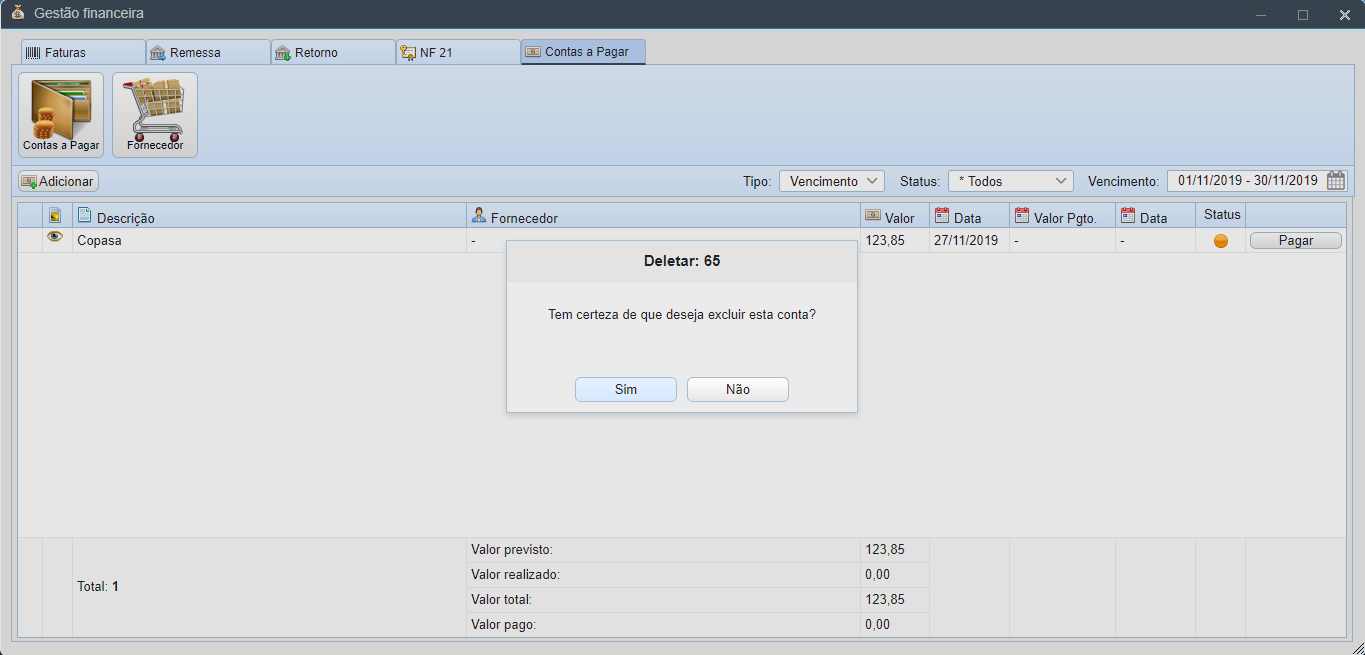 Gestão financeira
Faturas Remessa Retorno NF 21 Contas a Pagar
Contas a Pagar Fornecedor
Adicionar Tipo: Vencimento Status: * Todos Vencimento: 01/11/2019 - 30/11/2019
Descrição Fornecedor Valor Data Valor Pgto. Data Status
Copasa - 123,85 27/11/2019 - - Pagar
Deletar: 65
Tem certeza de que deseja excluir esta conta?
Sim Não
Valor previsto: 123,85
Valor realizado: 0,00
Total: 1
Valor total: 123,85
Valor pago: 0,00